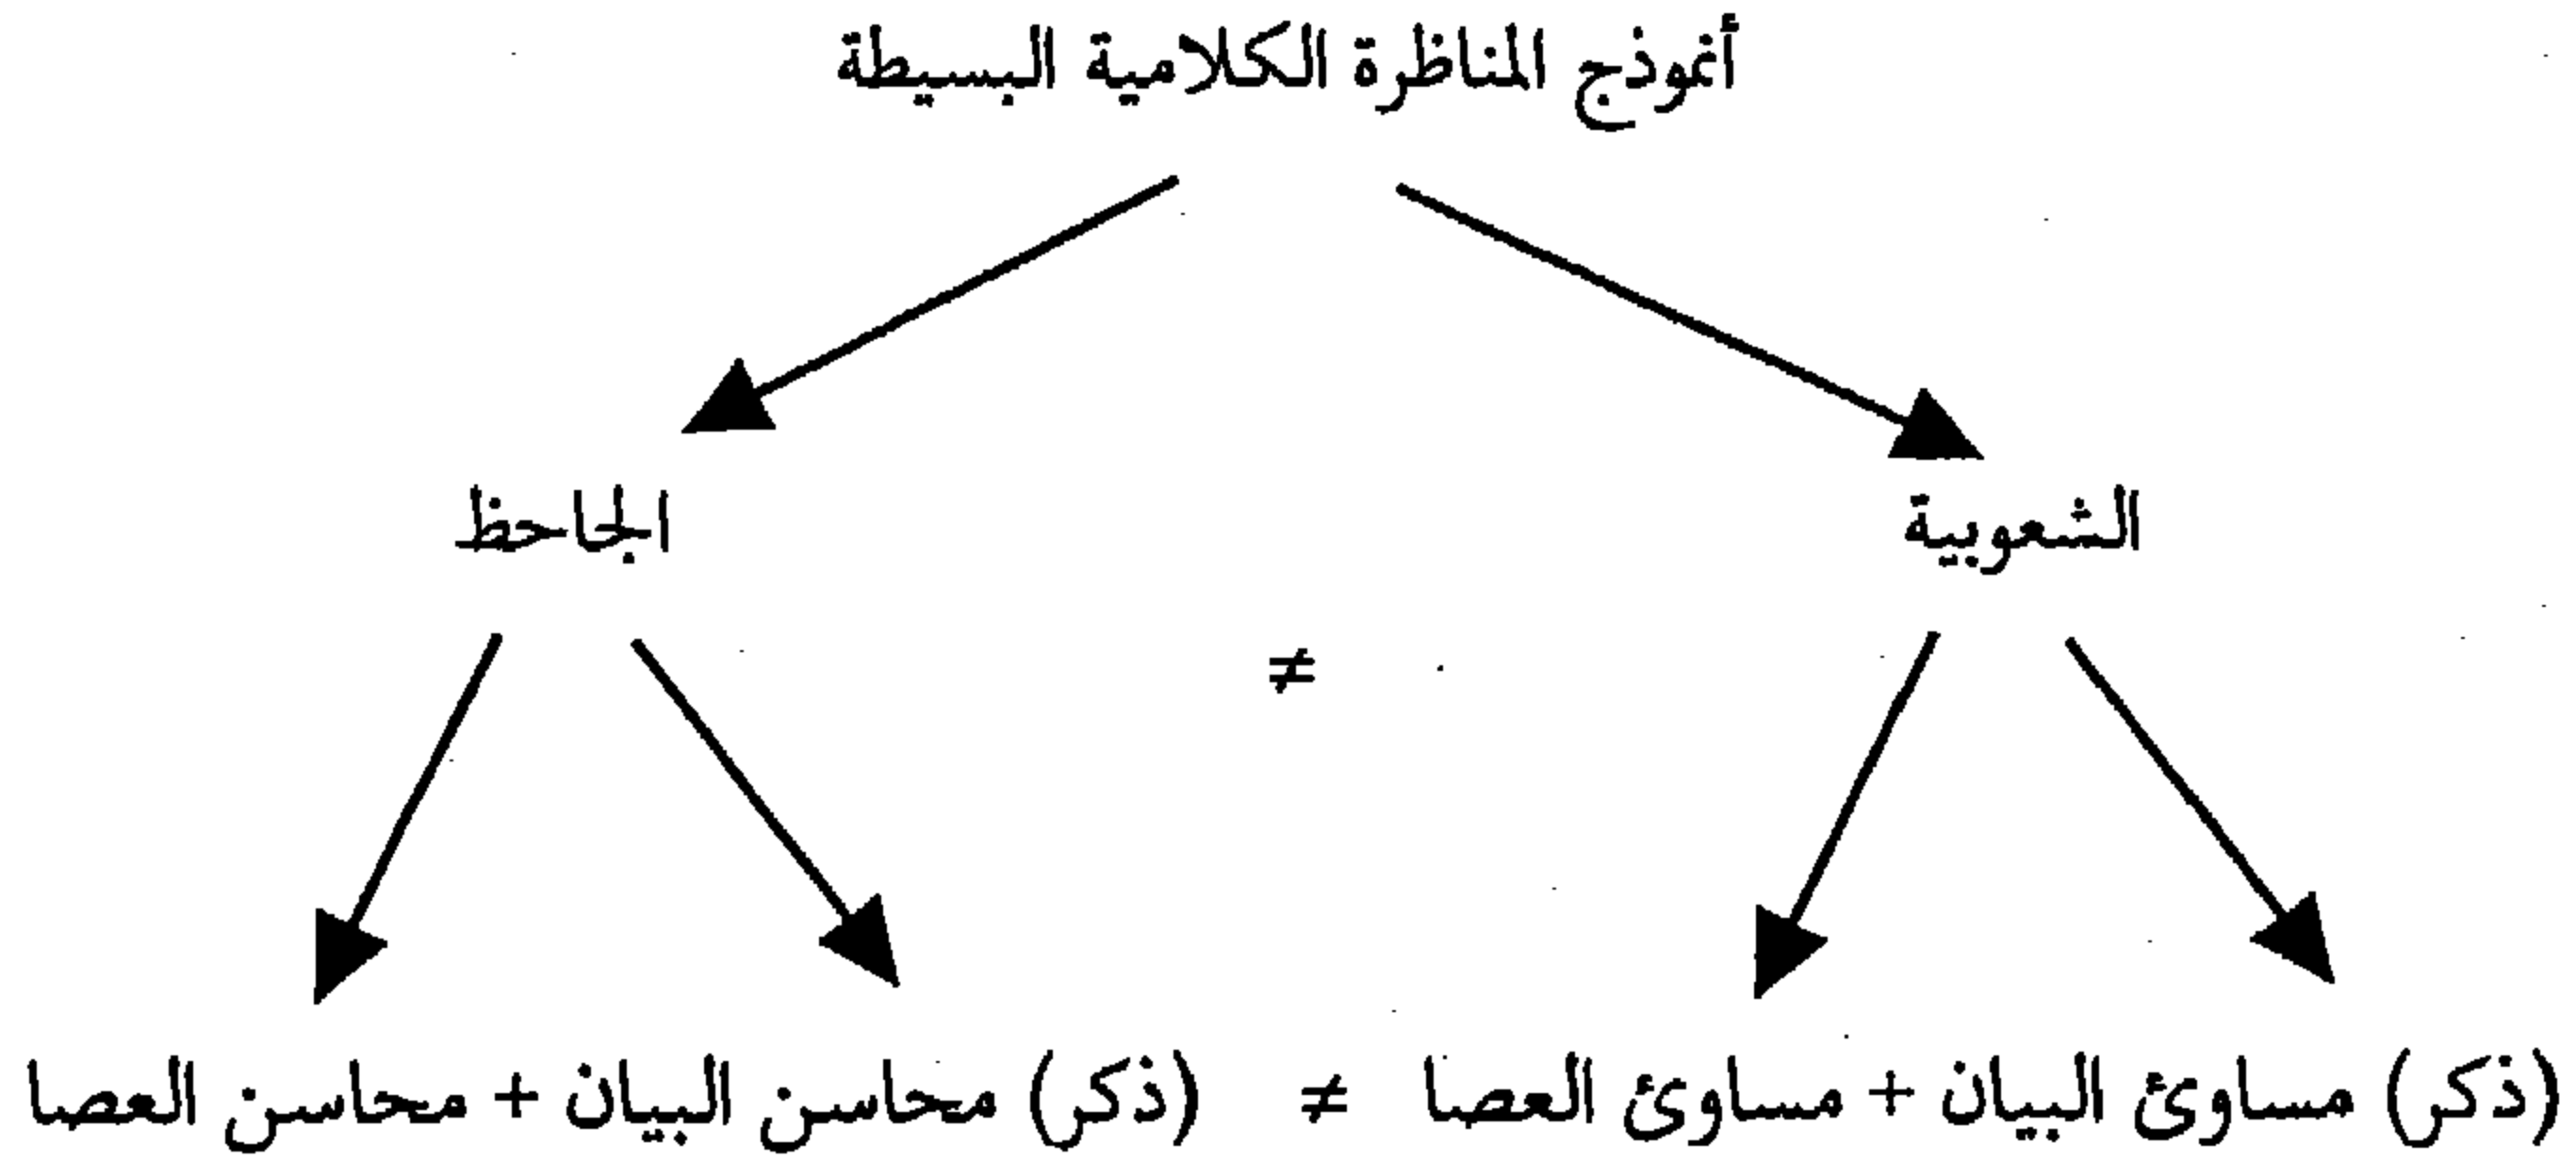 أنموذج المناظرة الكلامية البسيطة
الشعوبية الجاحظ
≠
(ذكر) مساوئ البيان + مساوئ العصا ≠ (ذكر) محاسن البيان + محاسن العصا